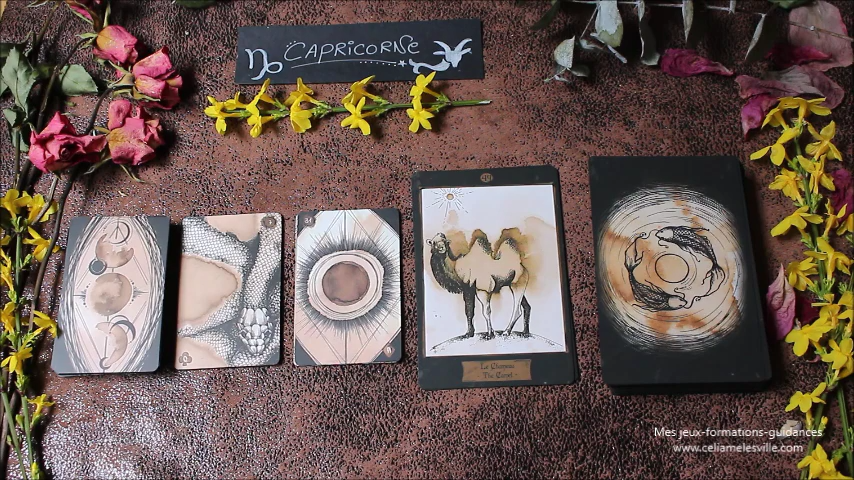 CAPRICORNE
Le Chameau
The Camel
Mes jeux-formations-guidances
www.celiamelesville.com